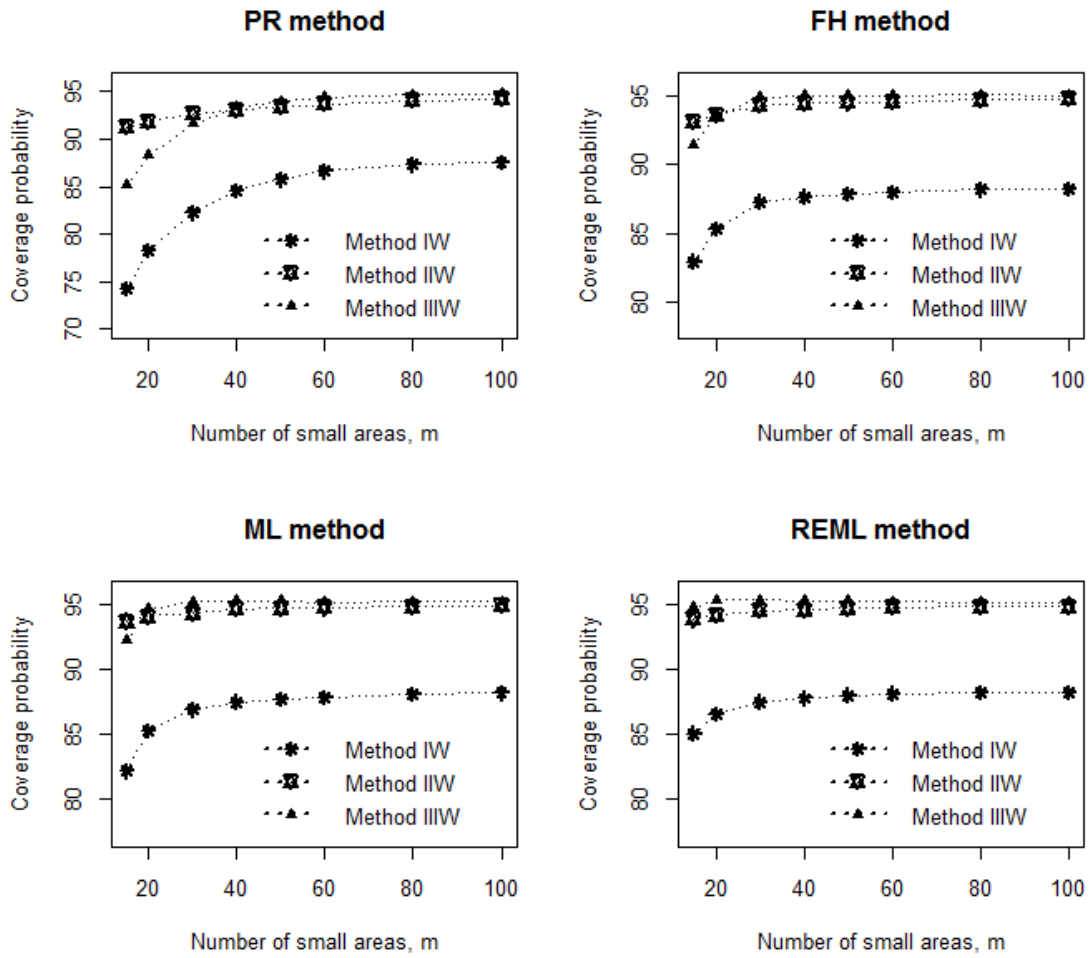 PR method
Coverage probability
95
90
85
80
75
70
Method IW
Method IIW
Method IIIW
20 40 60 80 100
Number of small areas, m
FH method
Coverage probability
95
90
85
80
Method IW
Method IIW
Method IIIW
20 40 60 80 100
Number of small areas, m
ML method
Coverage probability
95
90
85
80
Method IW
Method IIW
Method IIIW
20 40 60 80 100
Number of small areas, m
REML method
Coverage probability
95
90
85
80
Method IW
Method IIW
Method IIIW
20 40 60 80 100
Number of small areas, m